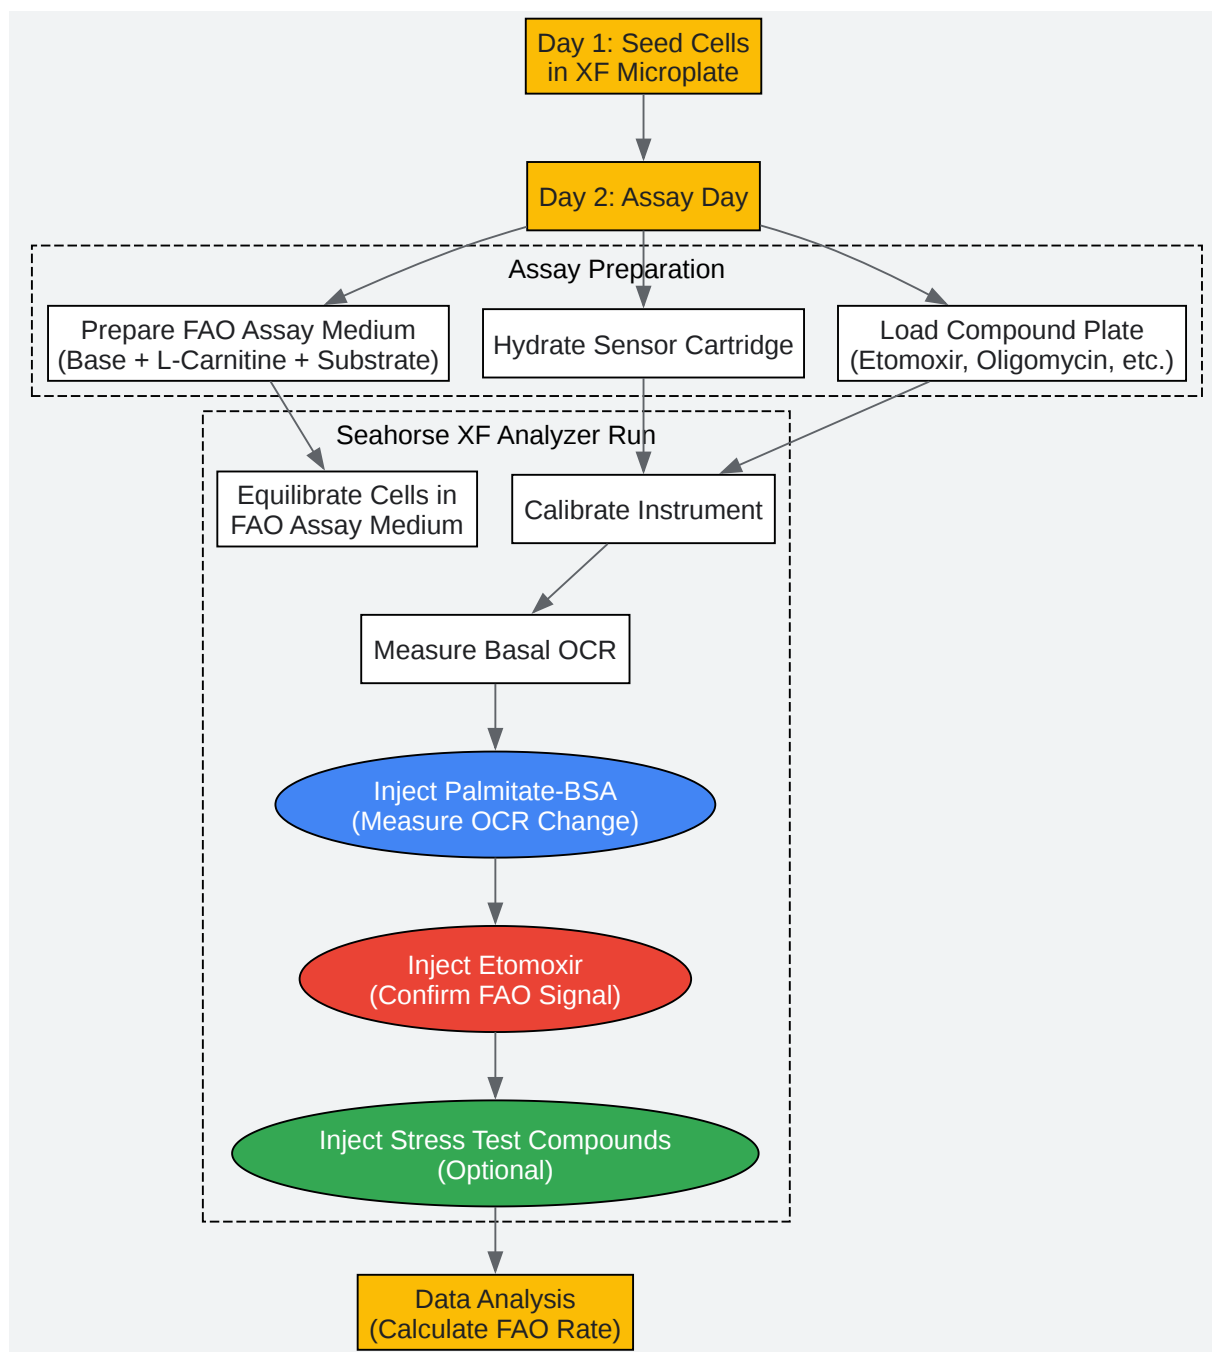 Day 1: Seed Cells
in XF Microplate
Day 2: Assay Day
Assay Preparation
Prepare FAO Assay Medium
(Base + L-Carnitine + Substrate)
Hydrate Sensor Cartridge
Load Compound Plate
(Etomoxir, Oligomycin, etc.)
Seahorse XF Analyzer Run
Equilibrate Cells in
FAO Assay Medium
Calibrate Instrument
Measure Basal OCR
Inject Palmitate-BSA
(Measure OCR Change)
Inject Etomoxir
(Confirm FAO Signal)
Inject Stress Test Compounds
(Optional)
Data Analysis
(Calculate FAO Rate)